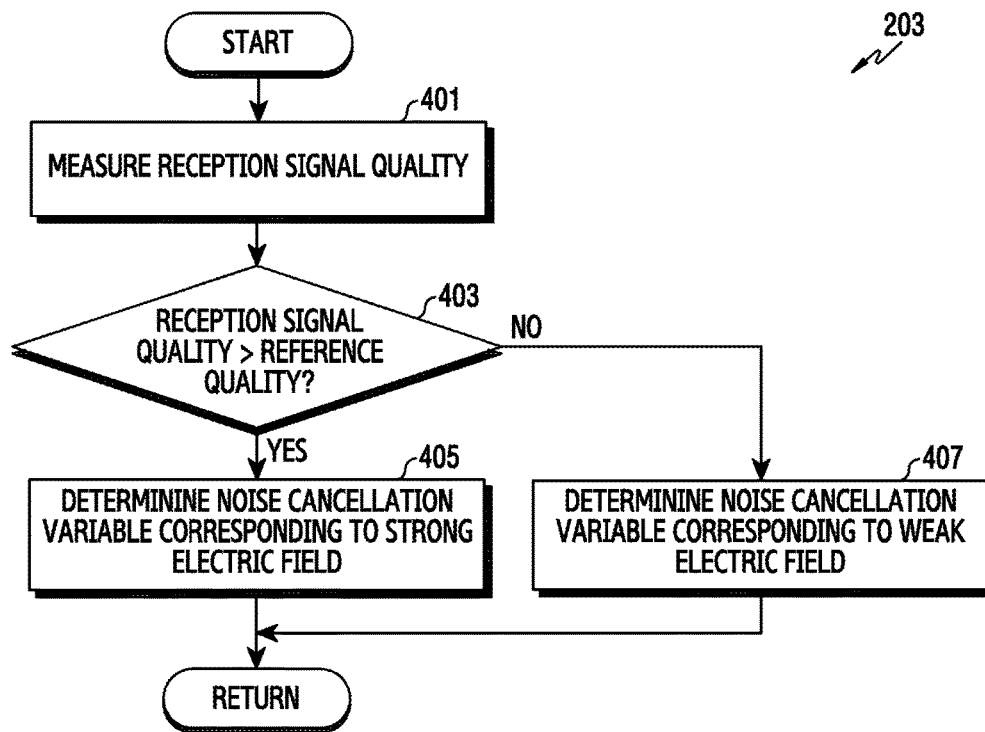 START
203
401
MEASURE RECEPTION SIGNAL QUALITY
403
RECEPTION SIGNAL
QUALITY > REFERENCE
QUALITY?
NO
YES
405
DETERMININE NOISE CANCELLATION
VARIABLE CORRESPONDING TO STRONG
ELECTRIC FIELD
407
DETERMININE NOISE CANCELLATION
VARIABLE CORRESPONDING TO WEAK
ELECTRIC FIELD
RETURN